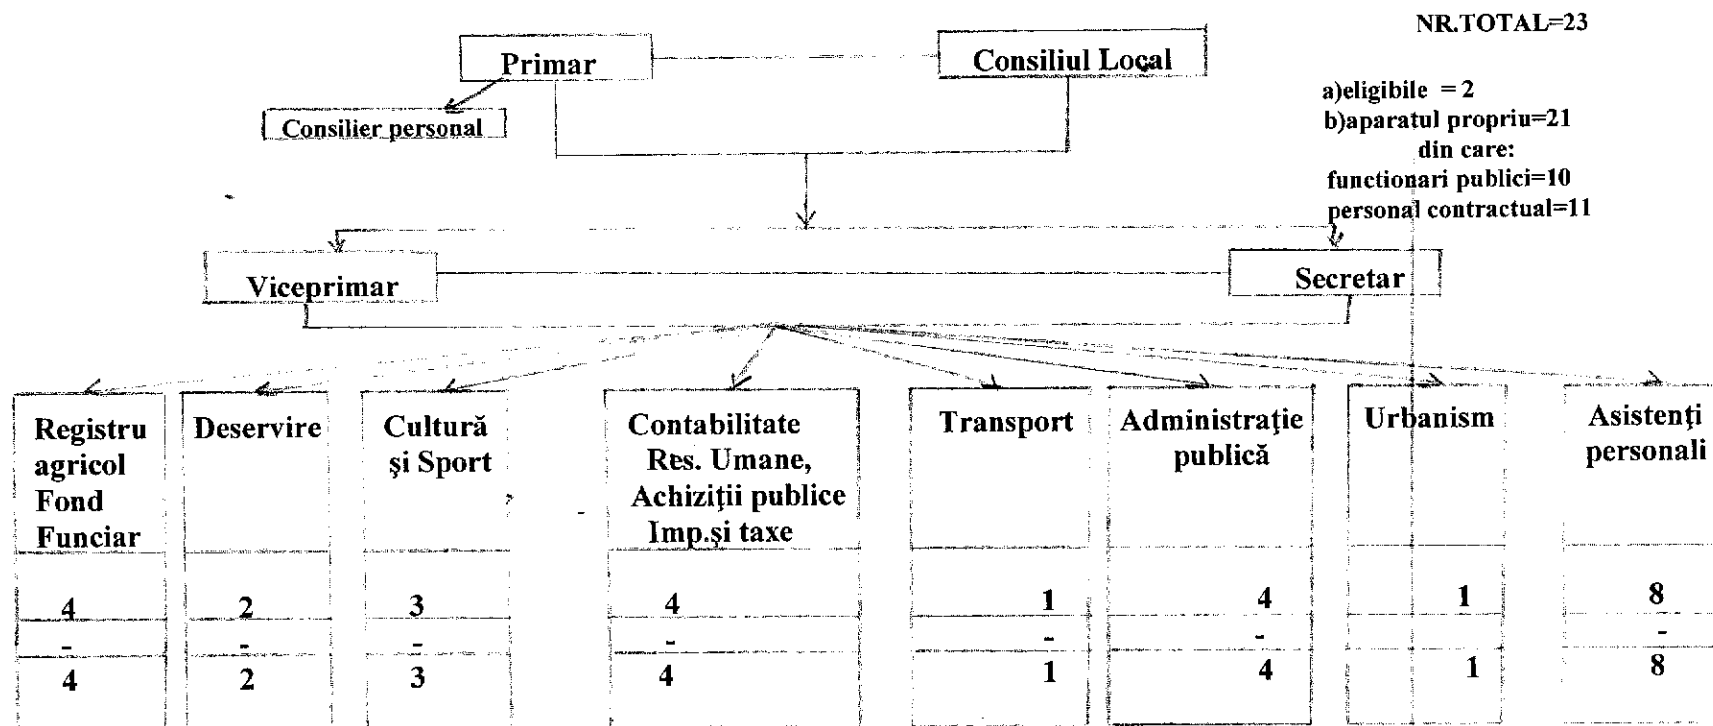 NR.TOTAL=23
Primar
Consiliul Local
Consilier personal
a)eligibile = 2
b)aparatul propriu=21
din care:
functionari publici=10
personal contractual=11
Viceprimar
Secretar
Registru
agricol
Fond
Funciar
Deservire
Cultură
şi Sport
Contabilitate
Res. Umane,
Achiziţii publice
Imp.şi taxe
Transport
Administraţie
publică
Urbanism
Asistenţi
personali
4 2 3 4 1 4 1 8
- - - - - - -
4 2 3 4 1 4 1 8